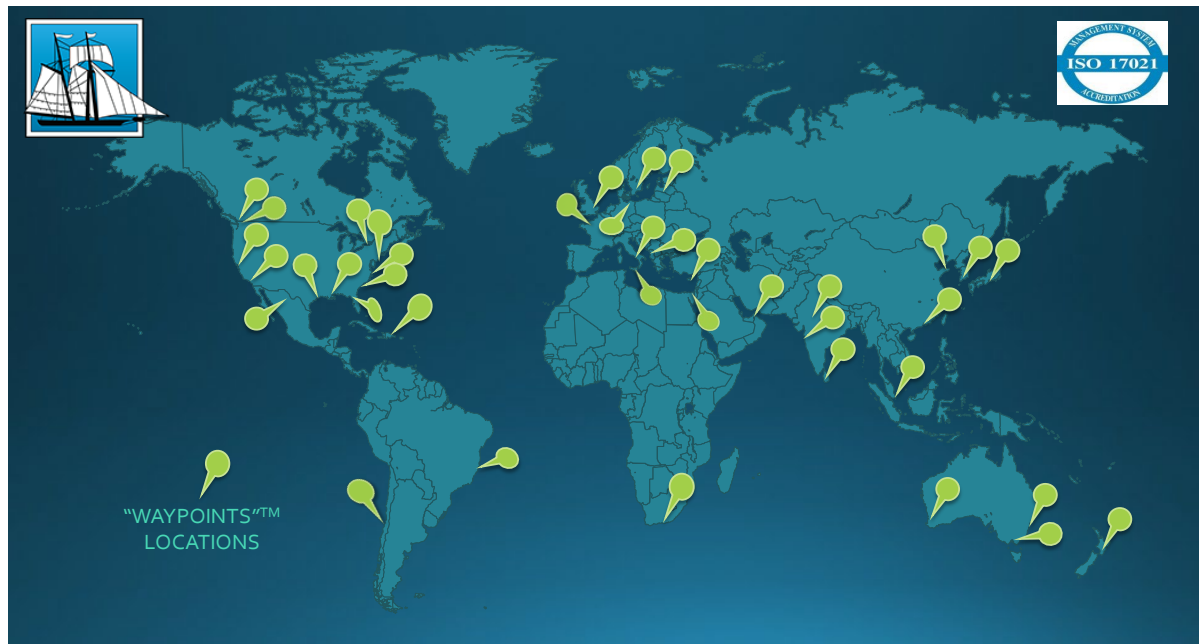 MANAGEMENT SYSTEM
ISO 17021
ACCREDITATION
“WAYPOINTS”™
LOCATIONS